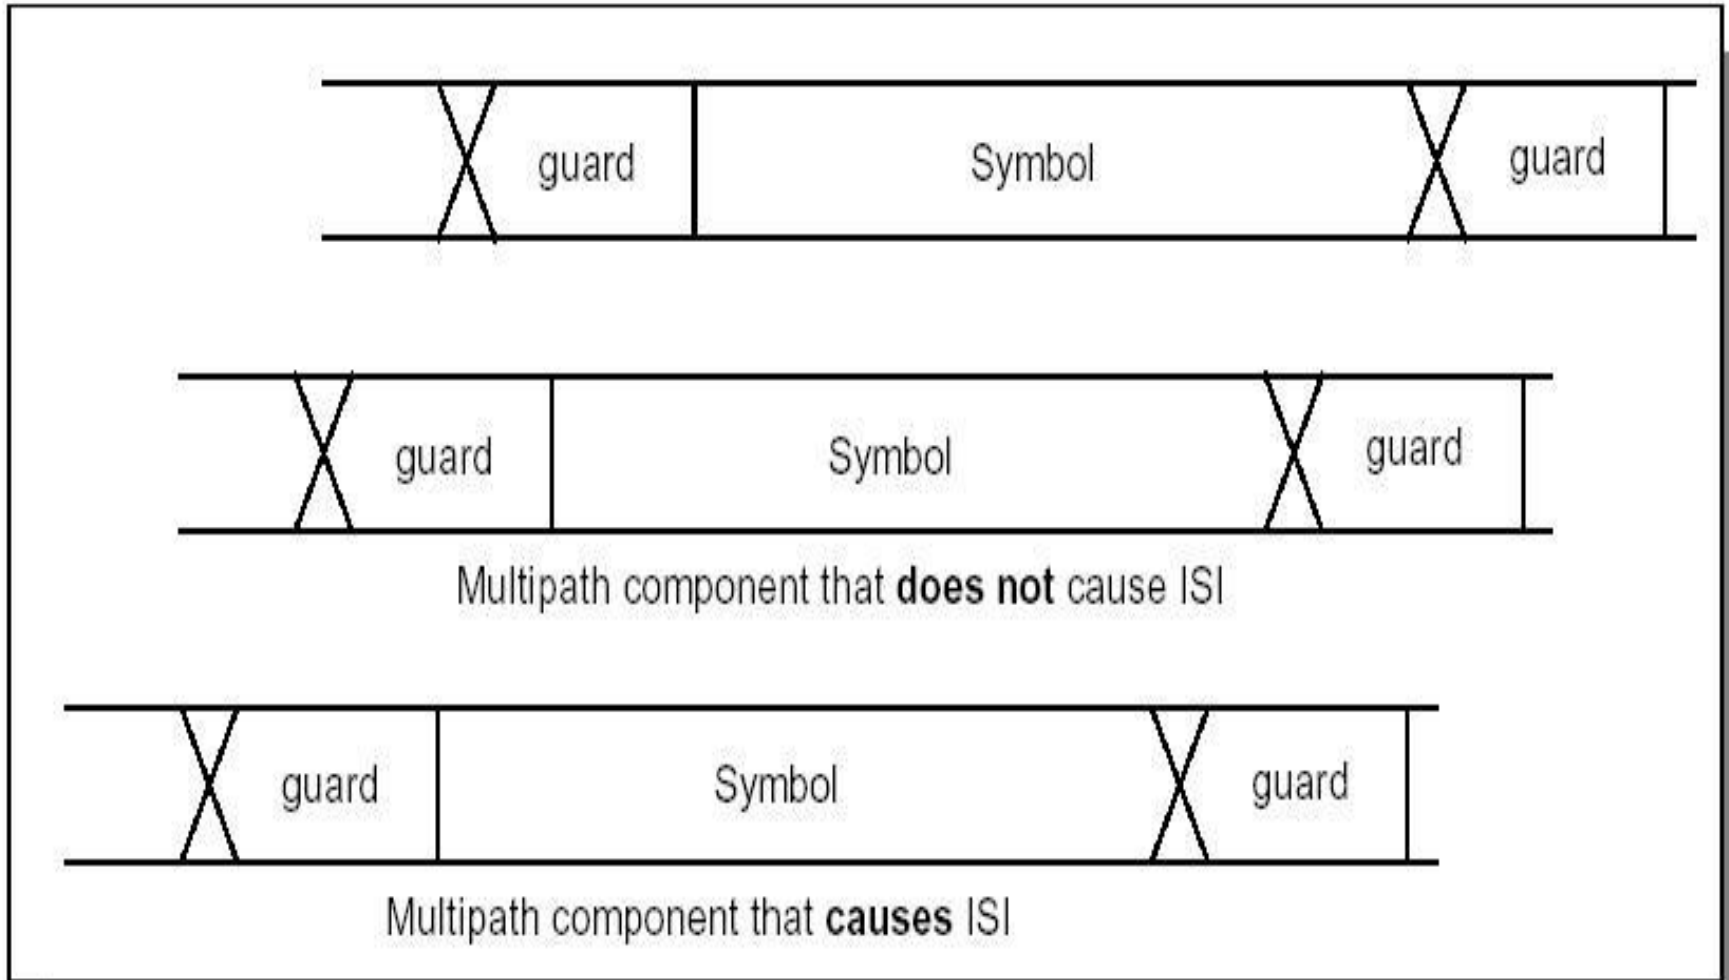 guard Symbol guard
guard Symbol guard
Multipath component that does not cause ISI
guard Symbol guard
Multipath component that causes ISI